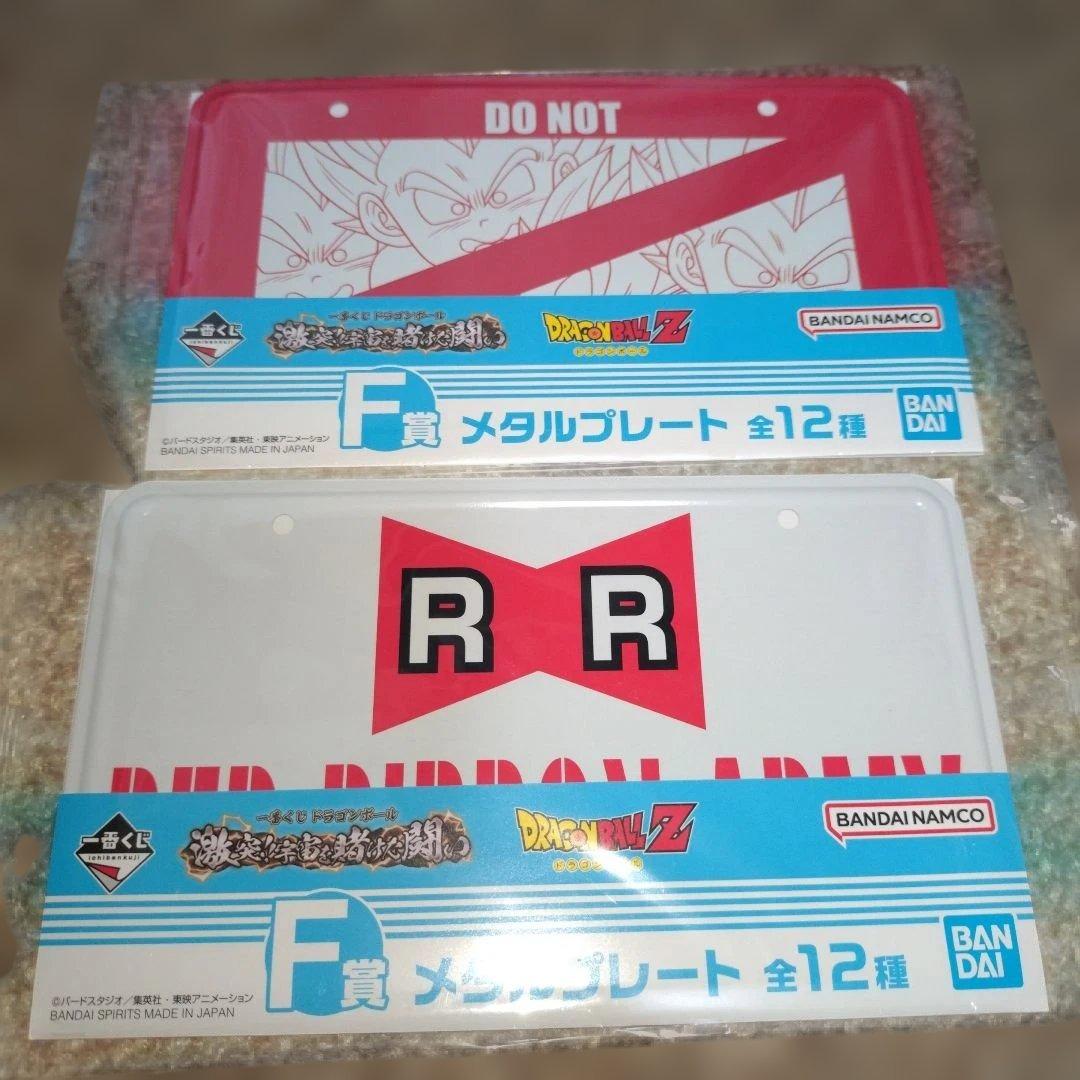 DO NOT
一番くじ
ichibankuji
一番くじ ドラゴンボール
激突!!宇宙を賭けた闘い
DRAGONBALL Z
ドラゴンボール
BANDAI NAMCO
F賞 メタルプレート 全12種
BAN
DAI
©バードスタジオ/集英社・東映アニメーション
BANDAI SPIRITS MADE IN JAPAN
R R
RED RIBBON ARMY
一番くじ
ichibankuji
一番くじ ドラゴンボール
激突!!宇宙を賭けた闘い
DRAGONBALL Z
ドラゴンボール
BANDAI NAMCO
F賞 メタルプレート 全12種
BAN
DAI
©バードスタジオ/集英社・東映アニメーション
BANDAI SPIRITS MADE IN JAPAN